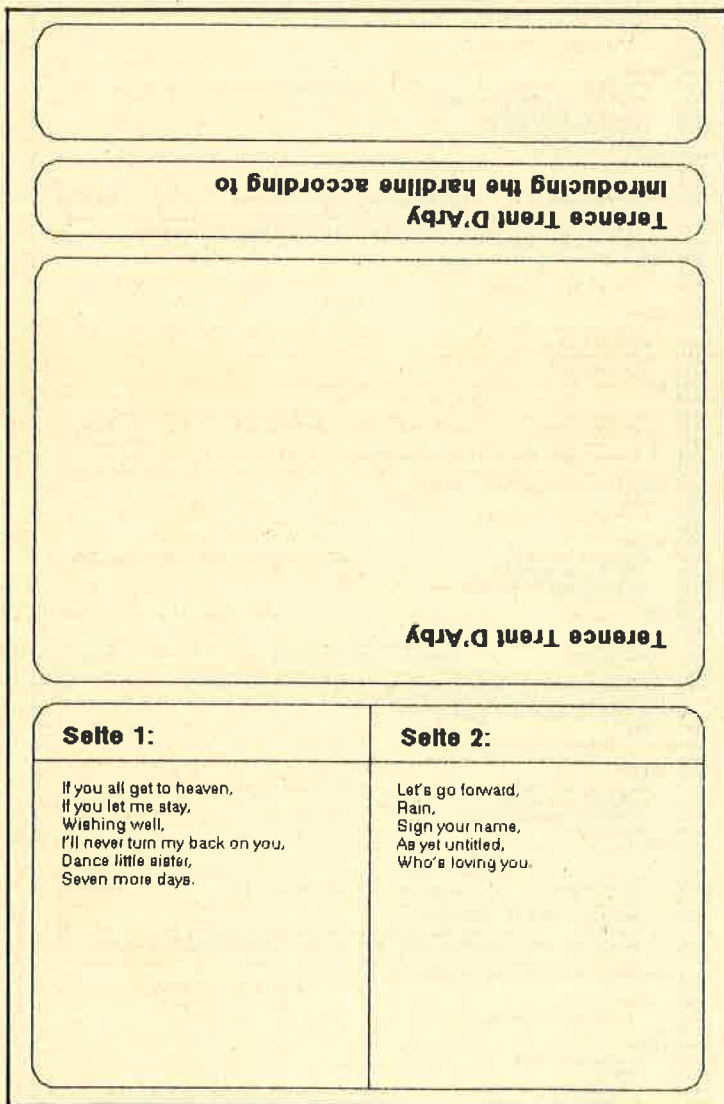 Terence Trent D'Arby
Introducing the hardline according to
Terence Trent D'Arby
Seite 1:
If you all get to heaven,
If you let me stay,
Wishing well,
I'll never turn my back on you,
Dance little sister,
Seven more days.
Seite 2:
Let's go forward,
Rain,
Sign your name,
As yet untitled,
Who's loving you.